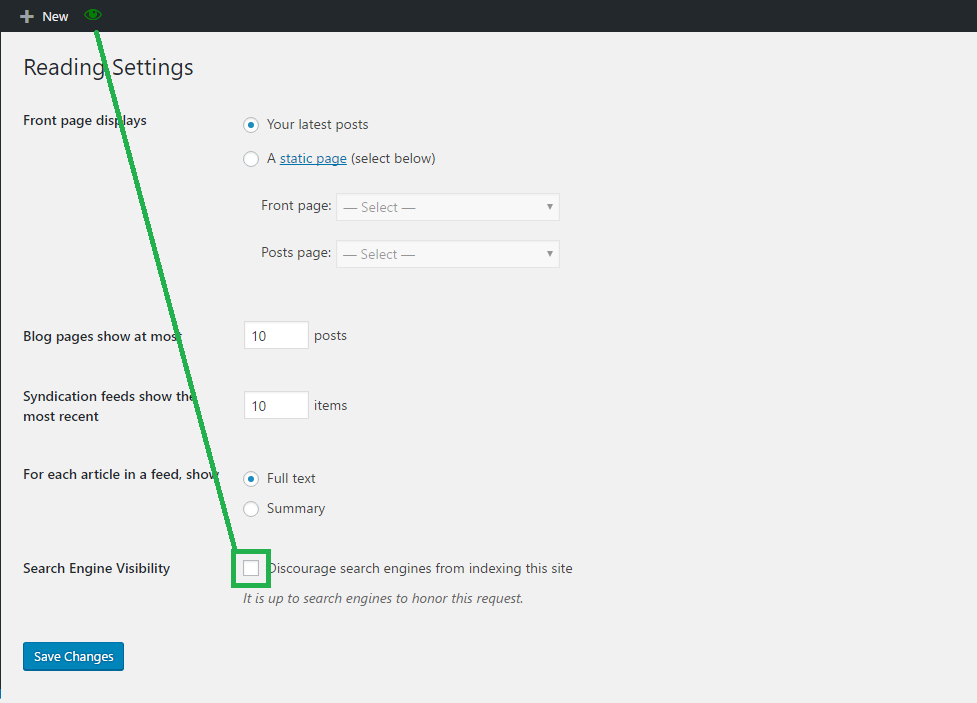 New
Reading Settings
Front page displays
Your latest posts
A static page (select below)
Front page: — Select —
Posts page: — Select —
Blog pages show at most 10 posts
Syndication feeds show the
most recent
10 items
For each article in a feed, show
Full text
Summary
Search Engine Visibility
Discourage search engines from indexing this site
It is up to search engines to honor this request.
Save Changes